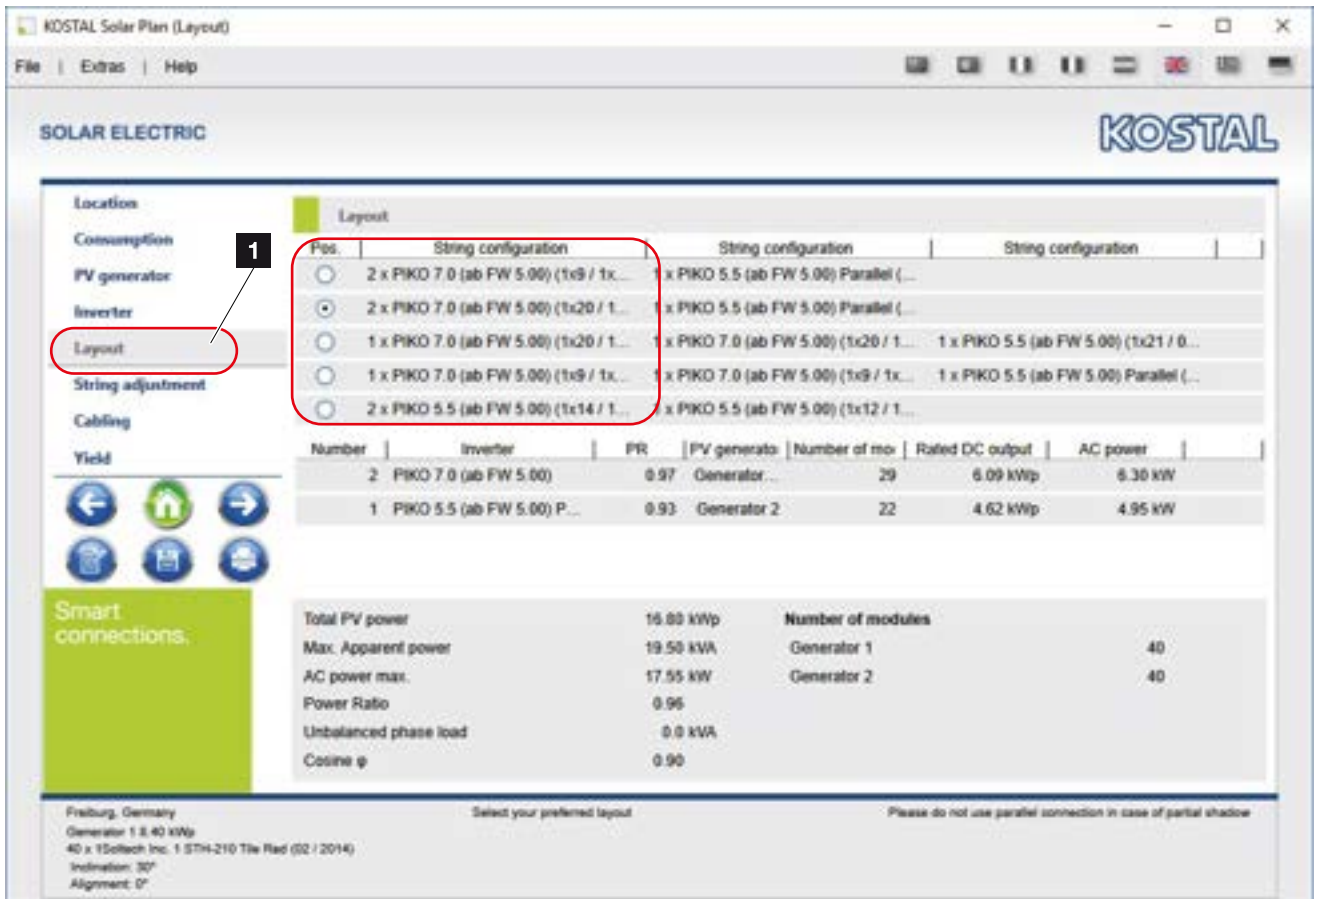 KOSTAL Solar Plan (Layout)
File | Extras | Help
SOLAR ELECTRIC
KOSTAL
Location
Consumption
PV generator
Inverter
Layout
String adjustment
Cabling
Yield
1
Layout
Pos. String configuration String configuration String configuration
2 x PIKO 7.0 (ab FW 5.00) (1x9 / 1x... 1 x PIKO 5.5 (ab FW 5.00) Parallel (...
2 x PIKO 7.0 (ab FW 5.00) (1x20 / 1... 1 x PIKO 5.5 (ab FW 5.00) Parallel (...
1 x PIKO 7.0 (ab FW 5.00) (1x20 / 1... 1 x PIKO 7.0 (ab FW 5.00) (1x20 / 1... 1 x PIKO 5.5 (ab FW 5.00) (1x21 / 0...
1 x PIKO 7.0 (ab FW 5.00) (1x9 / 1x... 1 x PIKO 7.0 (ab FW 5.00) (1x9 / 1x... 1 x PIKO 5.5 (ab FW 5.00) Parallel (...
2 x PIKO 5.5 (ab FW 5.00) (1x14 / 1... 1 x PIKO 5.5 (ab FW 5.00) (1x12 / 1...
Number Inverter PR PV generato Number of mo Rated DC output AC power
2 PIKO 7.0 (ab FW 5.00) 0.97 Generator... 29 6.09 kWp 6.30 kW
1 PIKO 5.5 (ab FW 5.00) P... 0.93 Generator 2 22 4.62 kWp 4.95 kW
Smart
connections.
Total PV power 16.80 kWp Number of modules
Max. Apparent power 19.50 kVA Generator 1 40
AC power max. 17.55 kW Generator 2 40
Power Ratio 0.96
Unbalanced phase load 0.0 kVA
Cosine φ 0.90
Freiburg, Germany Select your preferred layout Please do not use parallel connection in case of partial shadow
Generator 1 8.40 kWp
40 x 1Soltech Inc. 1 STH-210 Tile Red (02 / 2014)
Inclination: 30°
Alignment: 0°